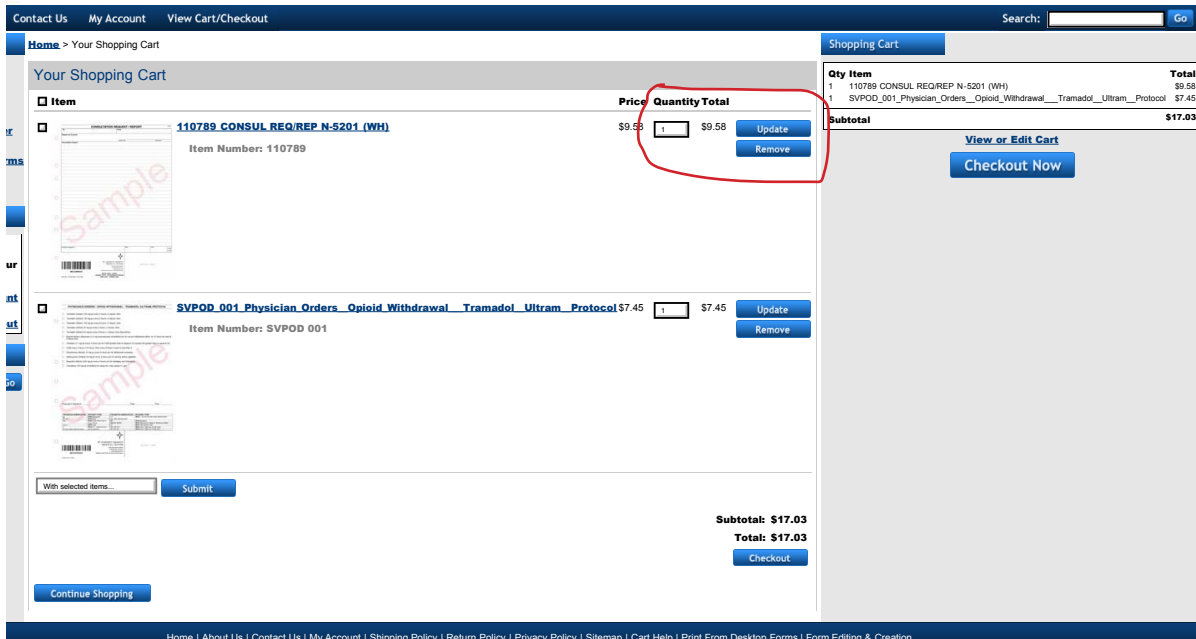 Contact Us My Account View Cart/Checkout Search: Go
Home > Your Shopping Cart
Your Shopping Cart
Item Price Quantity Total
110789 CONSUL REQ/REP N-5201 (WH) $9.58 1 $9.58 Update
Item Number: 110789 Remove
Sample
SVPOD_001_Physician_Orders__Opioid_Withdrawal___Tramadol__Ultram__Protocol $7.45 1 $7.45 Update
Item Number: SVPOD 001 Remove
Sample
With selected items... Submit
Subtotal: $17.03
Total: $17.03
Checkout
Continue Shopping
Shopping Cart
Qty Item Total
1 110789 CONSUL REQ/REP N-5201 (WH) $9.58
1 SVPOD_001_Physician_Orders__Opioid_Withdrawal___Tramadol__Ultram__Protocol $7.45
Subtotal $17.03
View or Edit Cart
Checkout Now
Home | About Us | Contact Us | My Account | Shipping Policy | Return Policy | Privacy Policy | Sitemap | Cart Help | Print From Desktop Forms | Form Editing & Creation